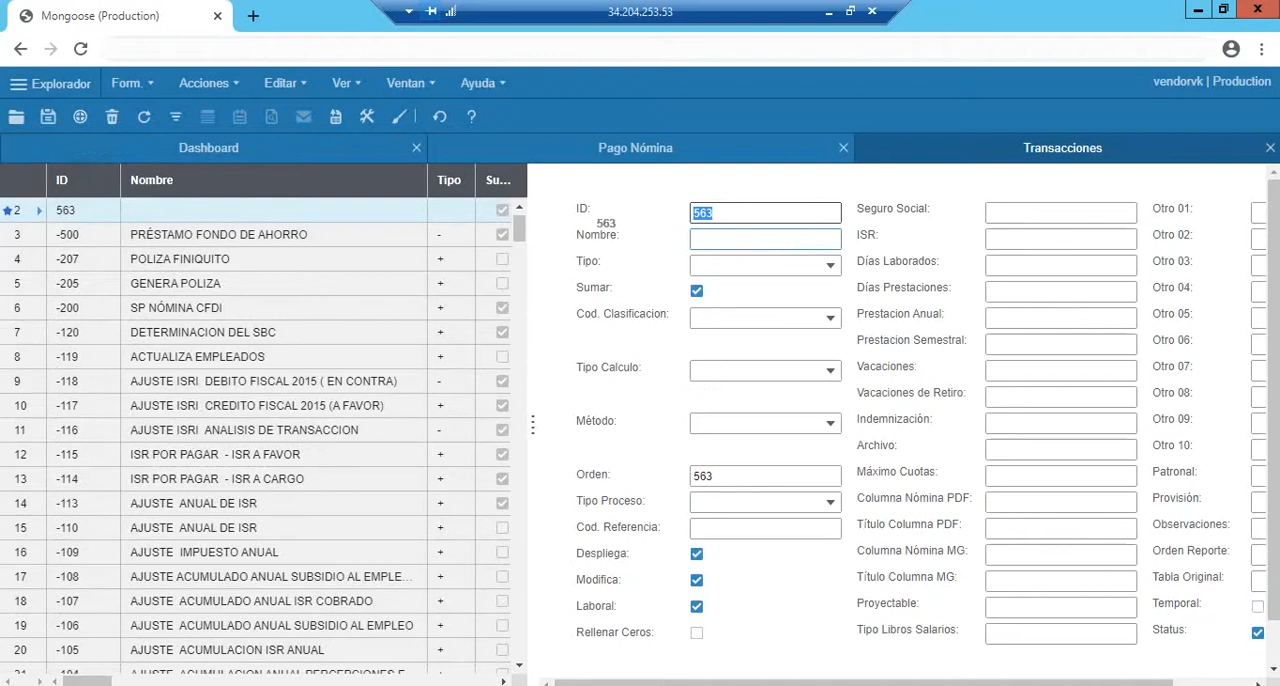 Mongoose (Production)
34.204.253.53
Explorador Form. Acciones Editar Ver Ventan Ayuda vendorvk | Production
Dashboard Pago Nómina Transacciones
ID Nombre Tipo Su...
2 563
3 -500 PRÉSTAMO FONDO DE AHORRO -
4 -207 POLIZA FINIQUITO +
5 -205 GENERA POLIZA +
6 -200 SP NÓMINA CFDI +
7 -120 DETERMINACION DEL SBC +
8 -119 ACTUALIZA EMPLEADOS +
9 -118 AJUSTE ISRI DEBITO FISCAL 2015 ( EN CONTRA) -
10 -117 AJUSTE ISRI CREDITO FISCAL 2015 (A FAVOR) +
11 -116 AJUSTE ISRI ANALISIS DE TRANSACCION -
12 -115 ISR POR PAGAR - ISR A FAVOR +
13 -114 ISR POR PAGAR - ISR A CARGO +
14 -113 AJUSTE ANUAL DE ISR +
15 -110 AJUSTE ANUAL DE ISR +
16 -109 AJUSTE IMPUESTO ANUAL +
17 -108 AJUSTE ACUMULADO ANUAL SUBSIDIO AL EMPLE... +
18 -107 AJUSTE ACUMULADO ANUAL ISR COBRADO +
19 -106 AJUSTE ACUMULADO ANUAL SUBSIDIO AL EMPLEO +
20 -105 AJUSTE ACUMULACION ISR ANUAL +
ID: 563
563
Nombre:
Tipo:
Sumar:
Cod. Clasificacion:
Tipo Calculo:
Método:
Orden: 563
Tipo Proceso:
Cod. Referencia:
Despliega:
Modifica:
Laboral:
Rellenar Ceros:
Seguro Social:
ISR:
Días Laborados:
Días Prestaciones:
Prestacion Anual:
Prestacion Semestral:
Vacaciones:
Vacaciones de Retiro:
Indemnización:
Archivo:
Máximo Cuotas:
Columna Nómina PDF:
Título Columna PDF:
Columna Nómina MG:
Título Columna MG:
Proyectable:
Tipo Libros Salarios:
Otro 01:
Otro 02:
Otro 03:
Otro 04:
Otro 05:
Otro 06:
Otro 07:
Otro 08:
Otro 09:
Otro 10:
Patronal:
Provisión:
Observaciones:
Orden Reporte:
Tabla Original:
Temporal:
Status: